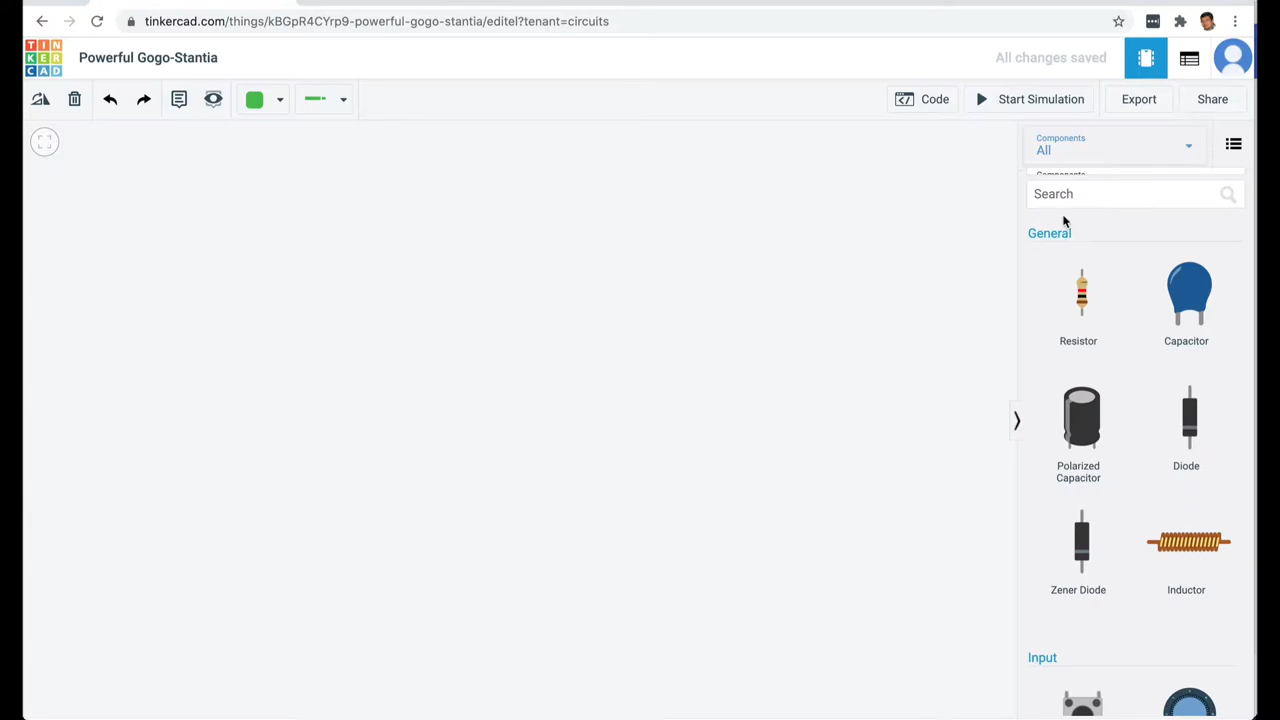 tinkercad.com/things/kBGpR4CYrp9-powerful-gogo-stantia/editel?tenant=circuits
TIN
KER
CAD
Powerful Gogo-Stantia
All changes saved
Code
Start Simulation
Export
Share
Components
All
Components
Search
General
Resistor
Capacitor
Polarized
Capacitor
Diode
Zener Diode
Inductor
Input